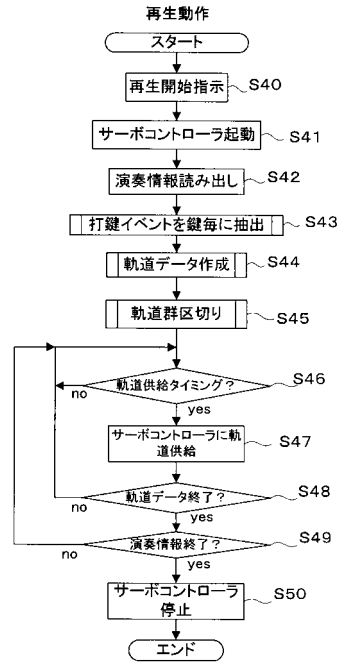 再生動作
スタート
再生開始指示 S40
サーボコントローラ起動 S41
演奏情報読み出し S42
打鍵イベントを鍵毎に抽出 S43
軌道データ作成 S44
軌道群区切り S45
軌道供給タイミング? S46
no
yes
サーボコントローラに軌
道供給 S47
軌道データ終了? S48
no
yes
演奏情報終了? S49
no
yes
サーボコントローラ
停止 S50
エンド